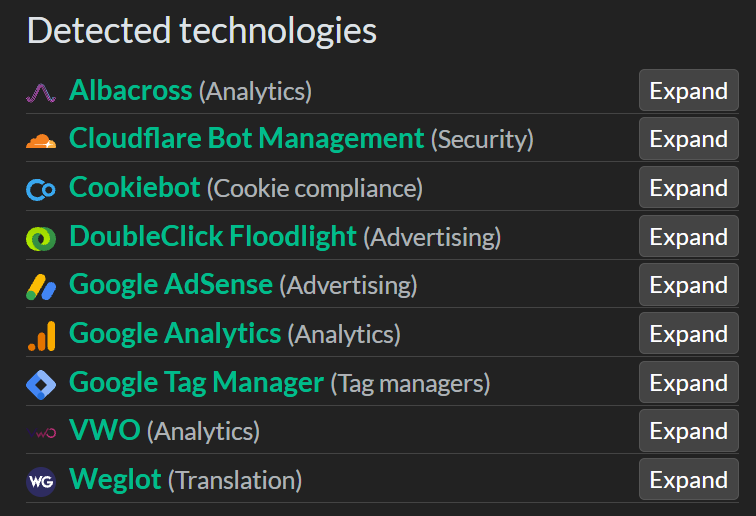 Detected technologies
Albacross (Analytics) Expand
Cloudflare Bot Management (Security) Expand
Cookiebot (Cookie compliance) Expand
DoubleClick Floodlight (Advertising) Expand
Google AdSense (Advertising) Expand
Google Analytics (Analytics) Expand
Google Tag Manager (Tag managers) Expand
VWO (Analytics) Expand
WG Weglot (Translation) Expand